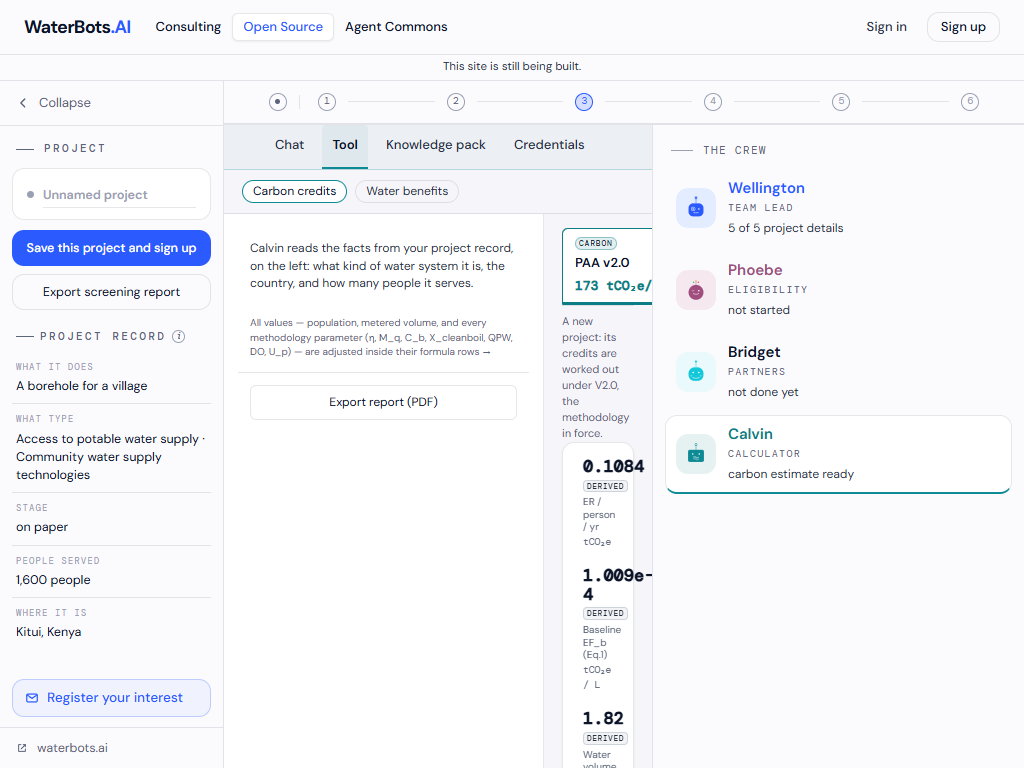 WaterBots.AI
Consulting
Open Source
Agent Commons
Sign in
Sign up
This site is still being built.
Collapse
1
2
3
4
5
6
PROJECT
Unnamed project
Save this project and sign up
Export screening report
PROJECT RECORD i
WHAT IT DOES
A borehole for a village
WHAT TYPE
Access to potable water supply ·
Community water supply
technologies
STAGE
on paper
PEOPLE SERVED
1,600 people
WHERE IT IS
Kitui, Kenya
Register your interest
waterbots.ai
Chat
Tool
Knowledge pack
Credentials
Carbon credits
Water benefits
Calvin reads the facts from your project record,
on the left: what kind of water system it is, the
country, and how many people it serves.
All values — population, metered volume, and every
methodology parameter (η, M_q, C_b, X_cleanboil, QPW,
DO, U_p) — are adjusted inside their formula rows →
Export report (PDF)
CARBON
PAA v2.0
173 tCO₂e/
A new
project: its
credits are
worked out
under V2.0,
the
methodology
in force.
0.1084
DERIVED
ER /
person
/ yr
tCO₂e
1.009e-
4
DERIVED
Baseline
EF_b
(Eq.1)
tCO₂e
/ L
1.82
DERIVED
Water
volume
THE CREW
Wellington
TEAM LEAD
5 of 5 project details
Phoebe
ELIGIBILITY
not started
Bridget
PARTNERS
not done yet
Calvin
CALCULATOR
carbon estimate ready